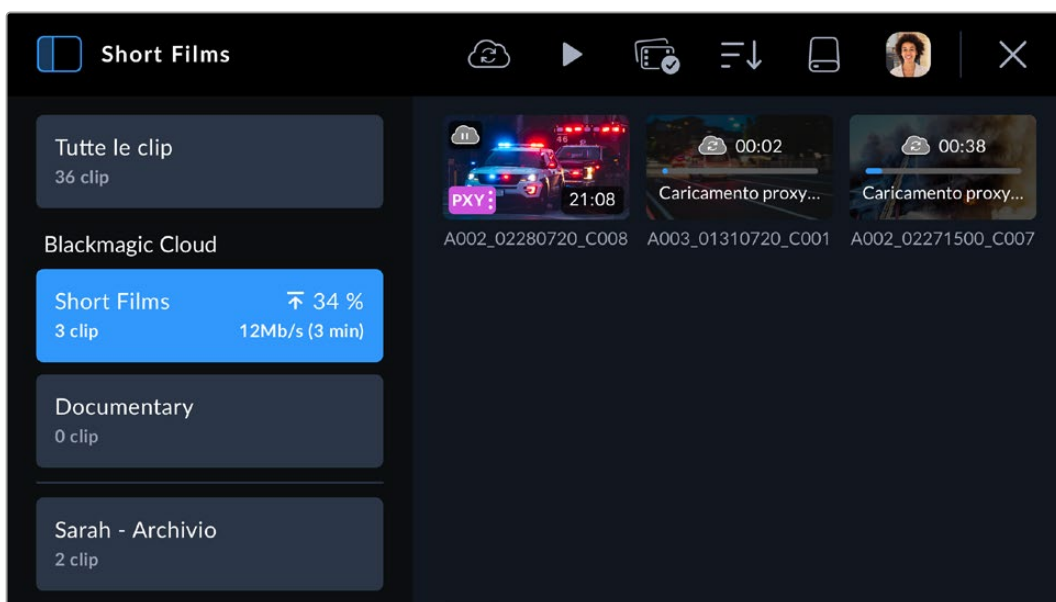 Short Films
Tutte le clip
36 clip
Blackmagic Cloud
Short Films 34 %
3 clip 12Mb/s (3 min)
Documentary
0 clip
Sarah - Archivio
2 clip
46
PXY
21:08
A002_02280720_C008
00:02
Caricamento proxy...
A003_01310720_C001
00:38
Caricamento proxy...
A002_02271500_C007